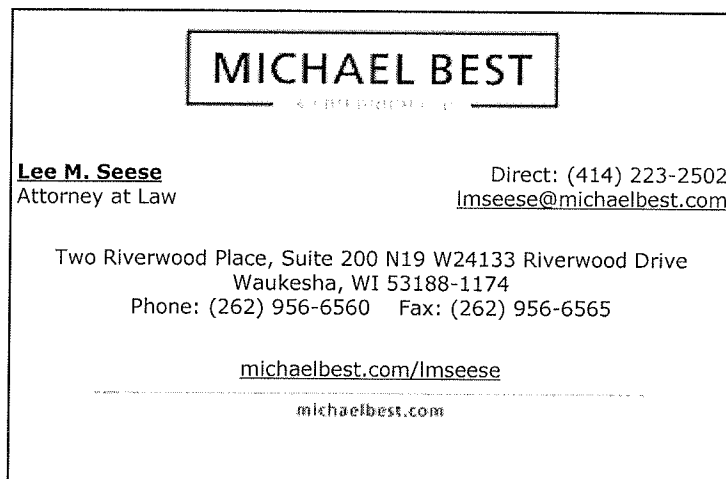 MICHAEL BEST
Lee M. Seese
Attorney at Law
Direct: (414) 223-2502
lmseese@michaelbest.com
Two Riverwood Place, Suite 200 N19 W24133 Riverwood Drive
Waukesha, WI 53188-1174
Phone: (262) 956-6560 Fax: (262) 956-6565
michaelbest.com/lmseese
michaelbest.com